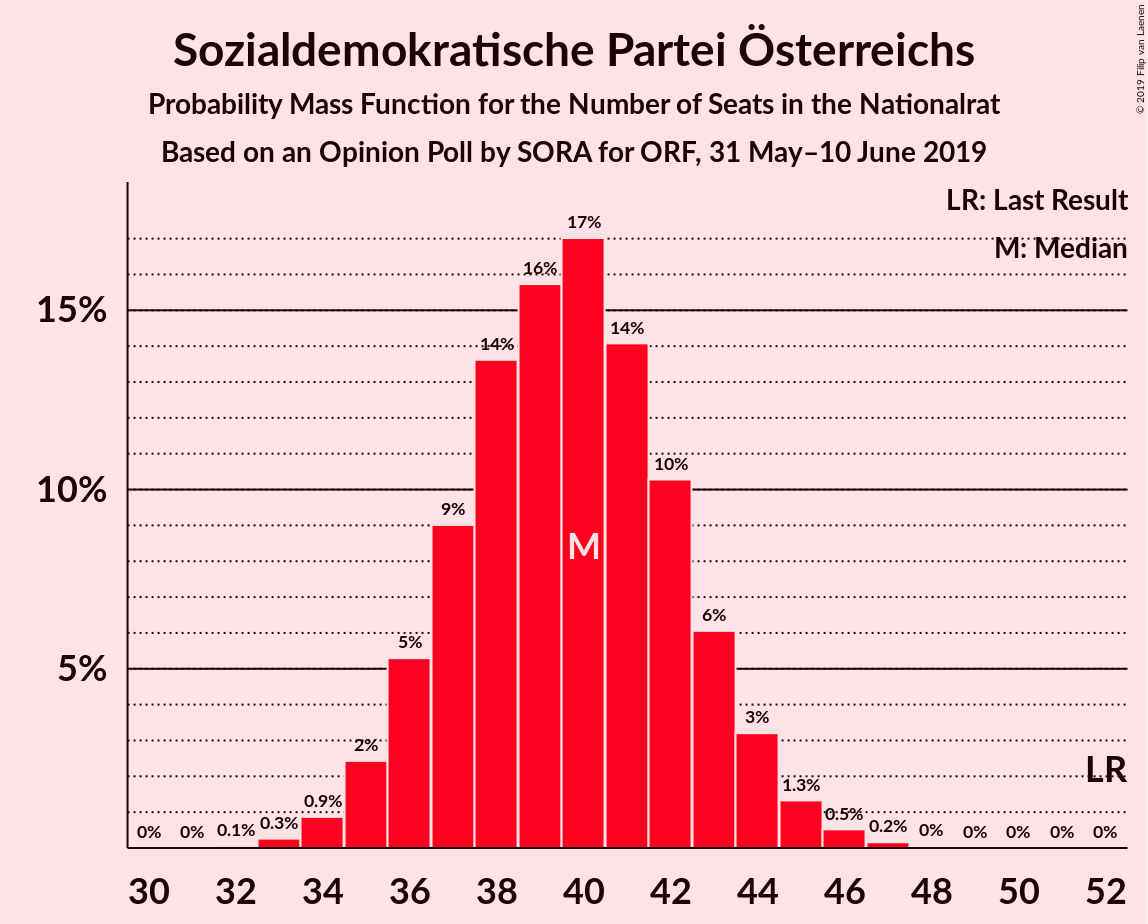 Sozialdemokratische Partei Österreichs
Probability Mass Function for the Number of Seats in the Nationalrat
Based on an Opinion Poll by SORA for ORF, 31 May–10 June 2019
© 2019 Filip van Laenen
LR: Last Result
M: Median
15%
10%
5%
0%
0%
0.1%
0.3%
0.9%
2%
5%
9%
14%
16%
17%
14%
10%
6%
3%
1.3%
0.5%
0.2%
0%
0%
0%
0%
0%
M
LR
30 32 34 36 38 40 42 44 46 48 50 52